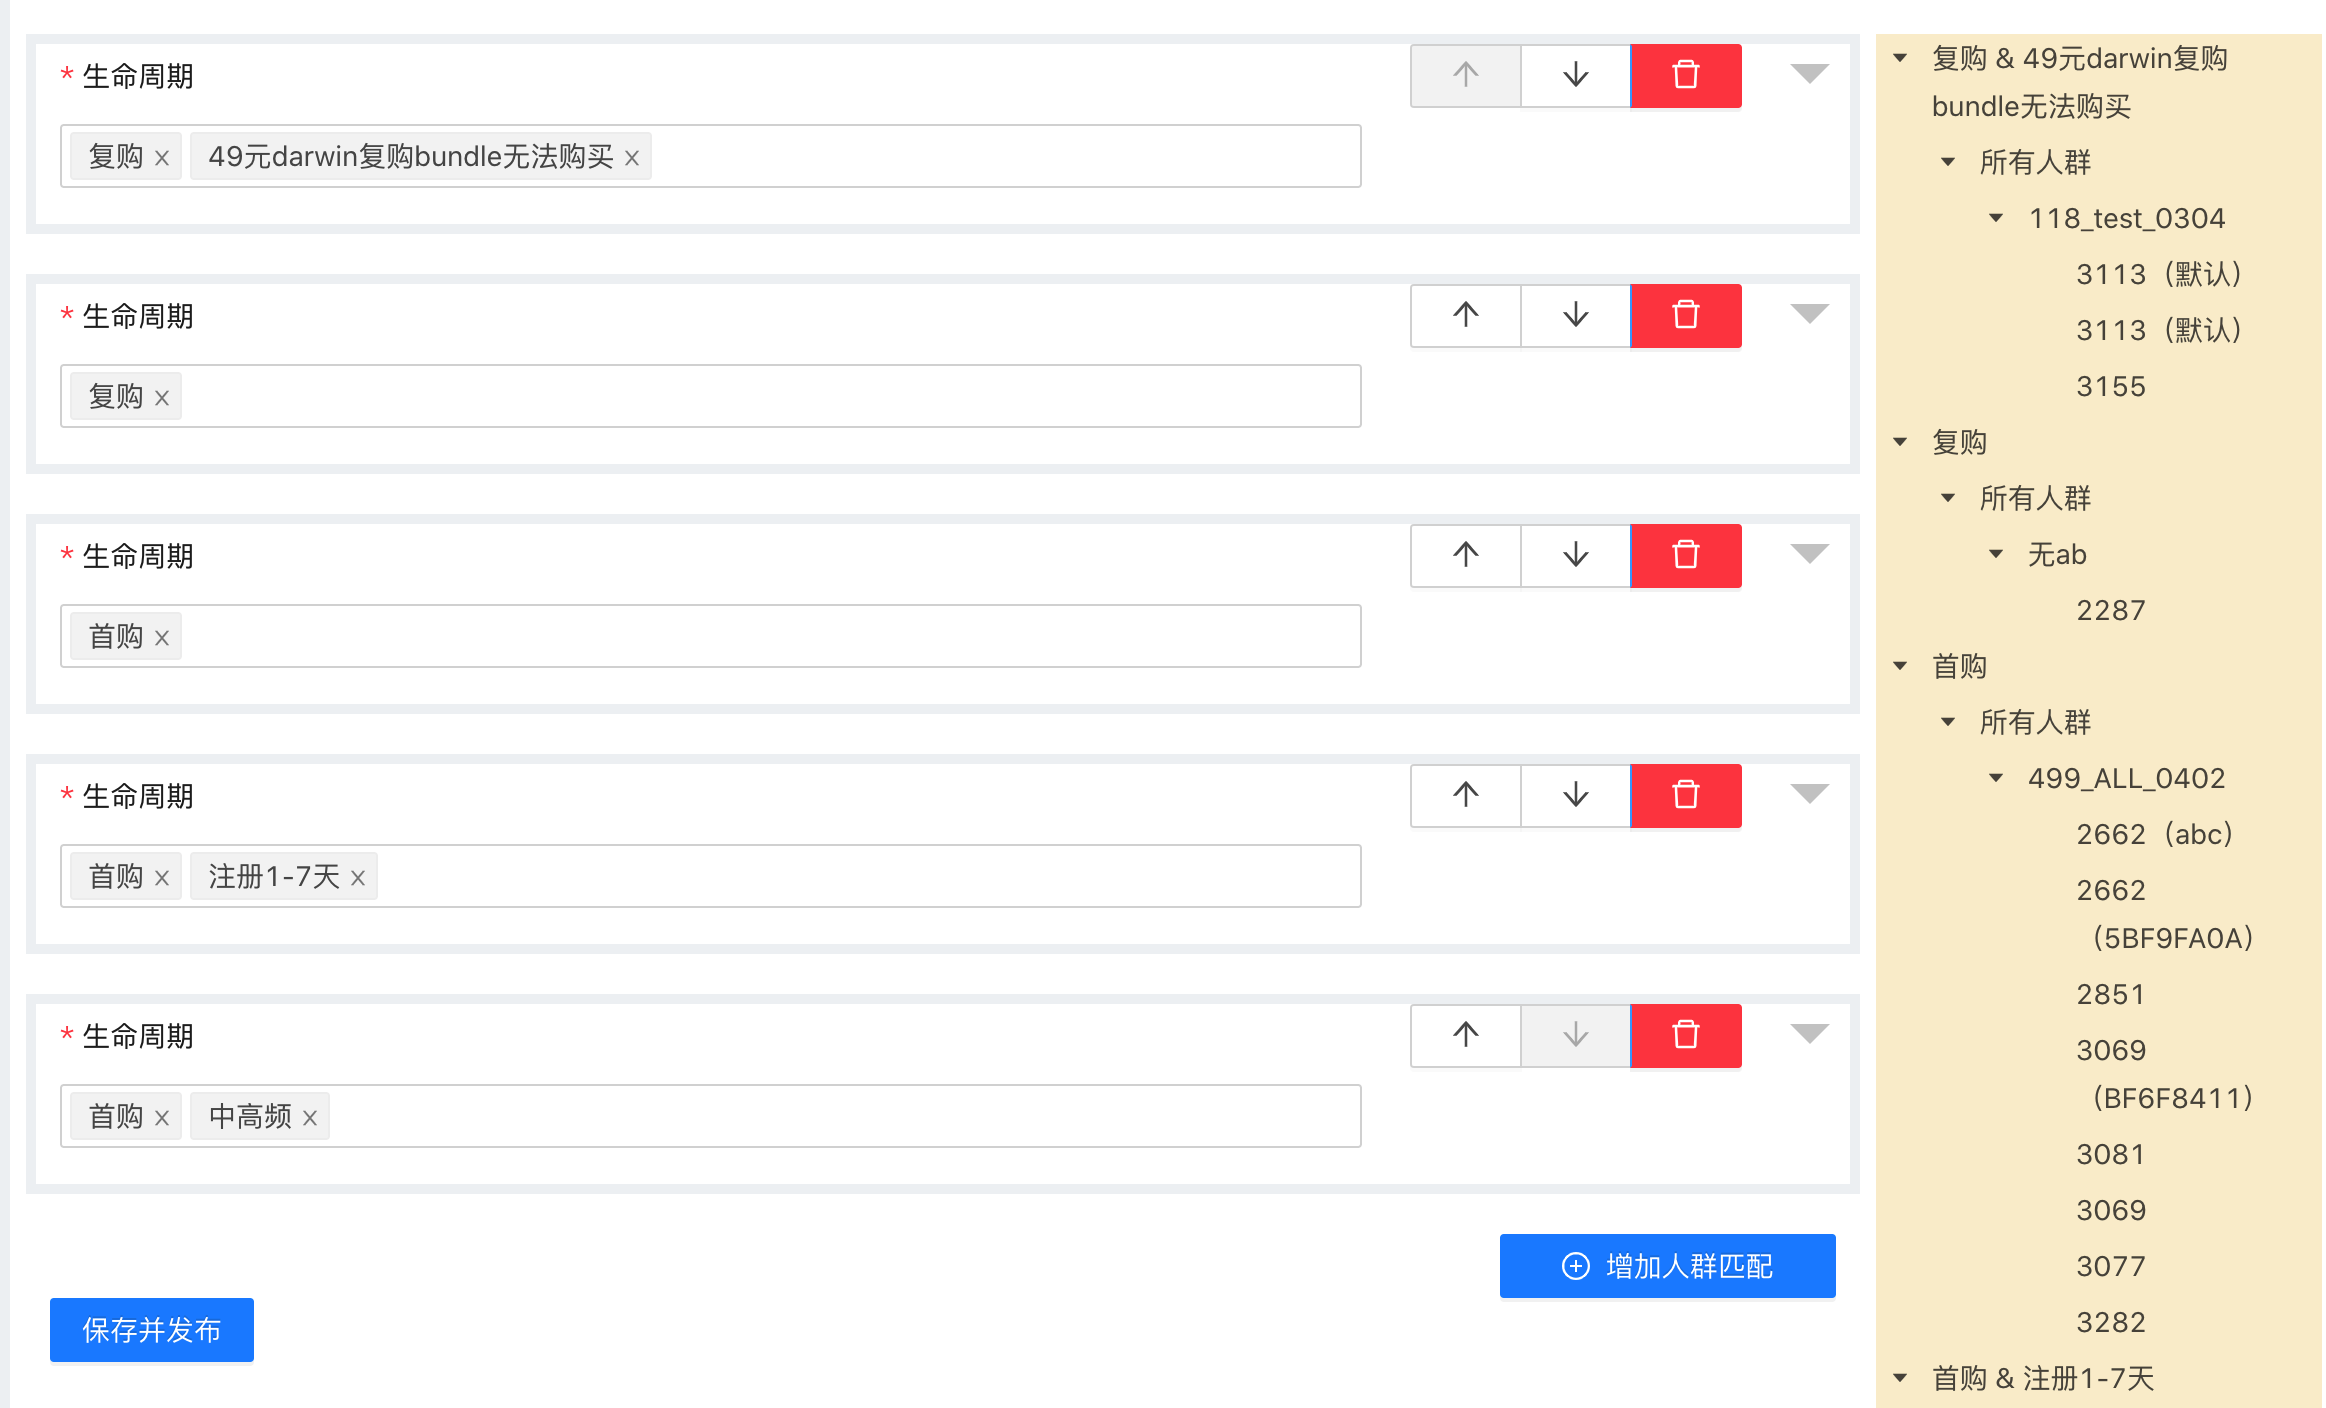 * 生命周期
复购 x 49元darwin复购bundle无法购买 x
* 生命周期
复购 x
* 生命周期
首购 x
* 生命周期
首购 x 注册1-7天 x
* 生命周期
首购 x 中高频 x
增加人群匹配
保存并发布
复购 & 49元darwin复购
bundle无法购买
所有人群
118_test_0304
3113（默认）
3113（默认）
3155
复购
所有人群
无ab
2287
首购
所有人群
499_ALL_0402
2662（abc）
2662
（5BF9FA0A）
2851
3069
（BF6F8411）
3081
3069
3077
3282
首购 & 注册1-7天